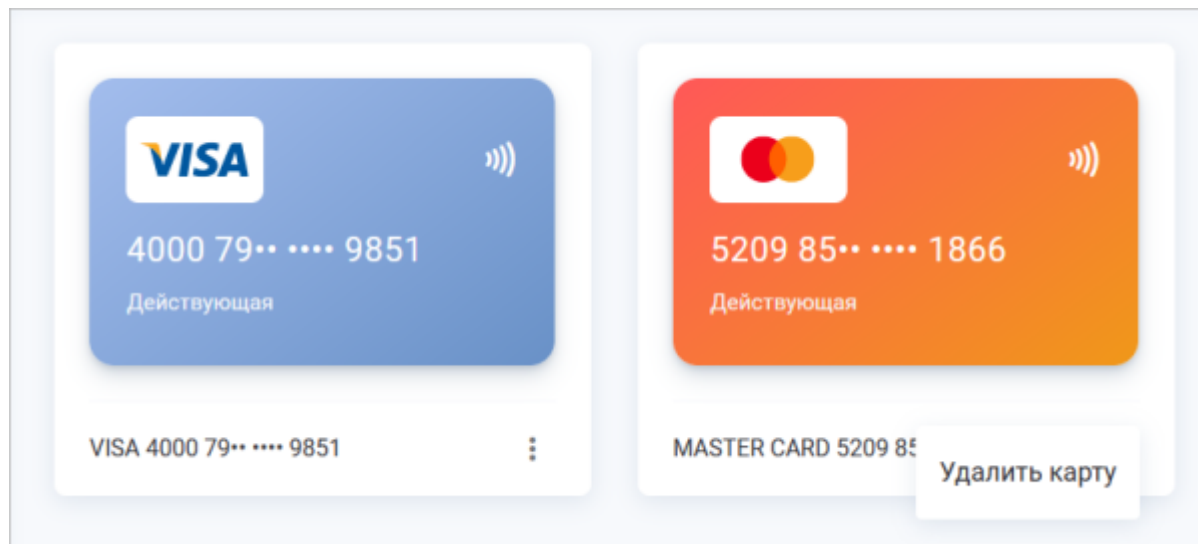 VISA
4000 79•• •••• 9851
Действующая
VISA 4000 79•• •••• 9851
5209 85•• •••• 1866
Действующая
MASTER CARD 5209 85
Удалить карту